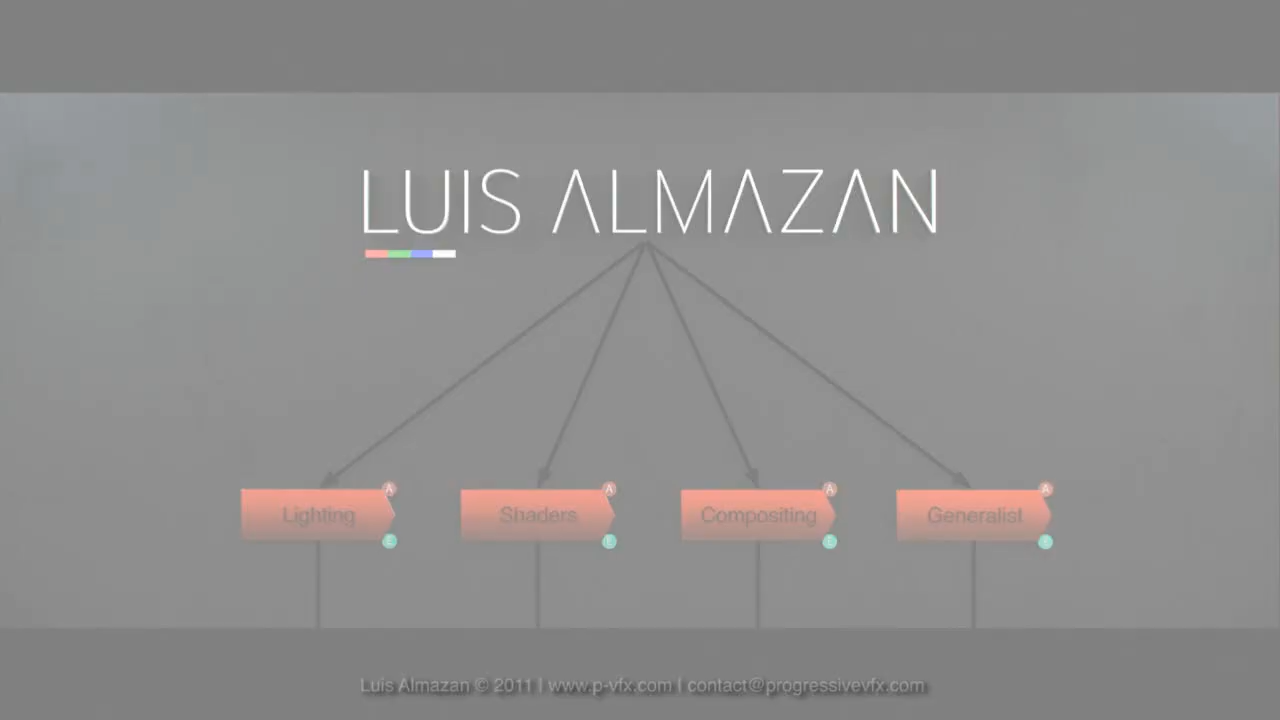 LUIS ALMAZAN
A A A A
Lighting Shaders Compositing Generalist
E E
Luis Almazan © 2011 | www.p-vfx.com | contact@progressivevfx.com